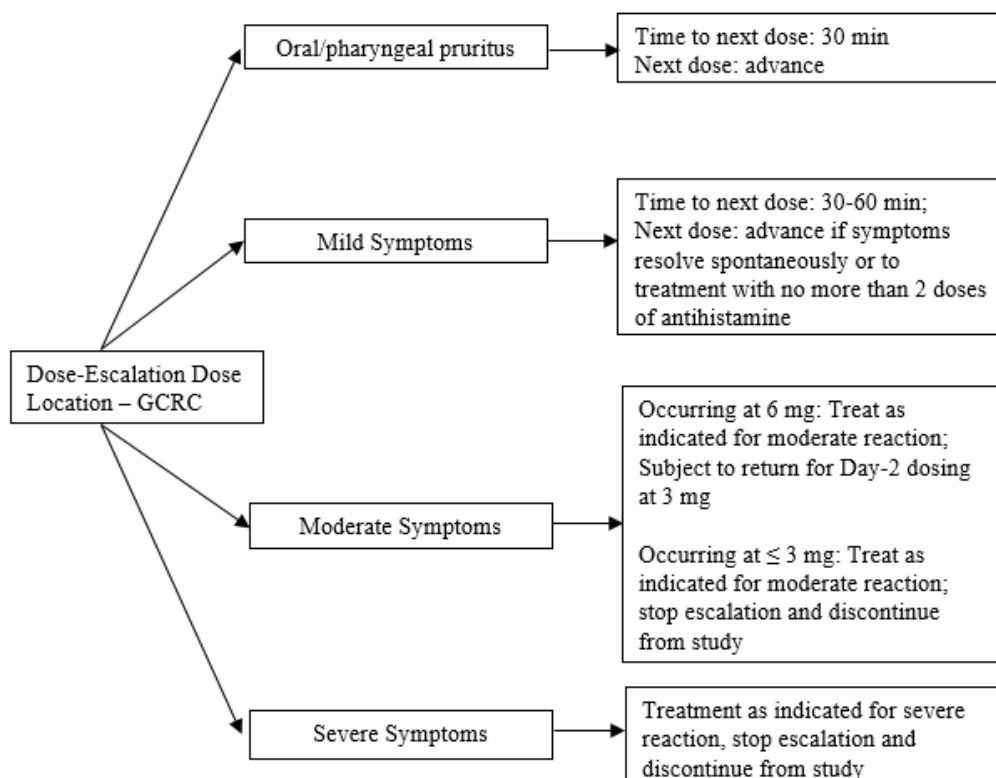 Oral/pharyngeal pruritus
Time to next dose: 30 min
Next dose: advance
Mild Symptoms
Time to next dose: 30-60 min;
Next dose: advance if symptoms
resolve spontaneously or to
treatment with no more than 2 doses
of antihistamine
Dose-Escalation Dose
Location – GCRC
Moderate Symptoms
Occurring at 6 mg: Treat as
indicated for moderate reaction;
Subject to return for Day-2 dosing
at 3 mg
Occurring at ≤ 3 mg: Treat as
indicated for moderate reaction;
stop escalation and discontinue
from study
Severe Symptoms
Treatment as indicated for severe
reaction, stop escalation and
discontinue from study